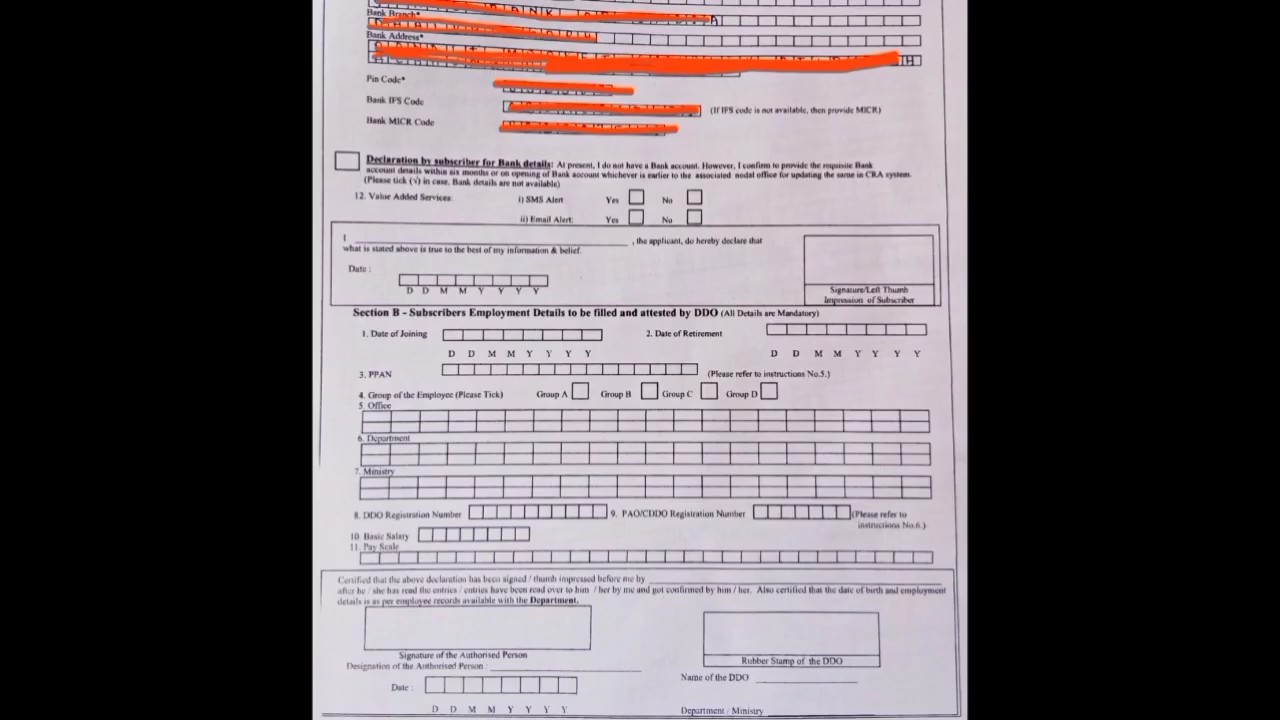 Bank Branch*
Bank Address*
Pin Code*
Bank IFS Code (If IFS code is not available, then provide MICR)
Bank MICR Code
Declaration by subscriber for Bank details: At present, I do not have a Bank account. However, I confirm to provide the requisite Bank
account details within six months or on opening of Bank account whichever is earlier to the associated nodal office for updating the same in CRA system.
(Please tick (√) in case, Bank details are not available)
12. Value Added Services: i) SMS Alert Yes No
ii) Email Alert: Yes No
I , the applicant, do hereby declare that
what is stated above is true to the best of my information & belief.
Date :
D D M M Y Y Y Y
Signature/Left Thumb
Impression of Subscriber
Section B - Subscribers Employment Details to be filled and attested by DDO (All Details are Mandatory)
1. Date of Joining 2. Date of Retirement
D D M M Y Y Y Y D D M M Y Y Y Y
3. PPAN (Please refer to instructions No.5.)
4. Group of the Employee (Please Tick) Group A Group B Group C Group D
5. Office
6. Department
7. Ministry
8. DDO Registration Number 9. PAO/CDDO Registration Number (Please refer to
instructions No.6.)
10. Basic Salary
11. Pay Scale
Certified that the above declaration has been signed / thumb impressed before me by
after he / she has read the entries / entries have been read over to him / her by me and got confirmed by him / her. Also certified that the date of birth and employment
details is as per employee records available with the Department.
Signature of the Authorised Person
Rubber Stamp of the DDO
Designation of the Authorised Person :
Name of the DDO
Date :
D D M M Y Y Y Y
Department / Ministry